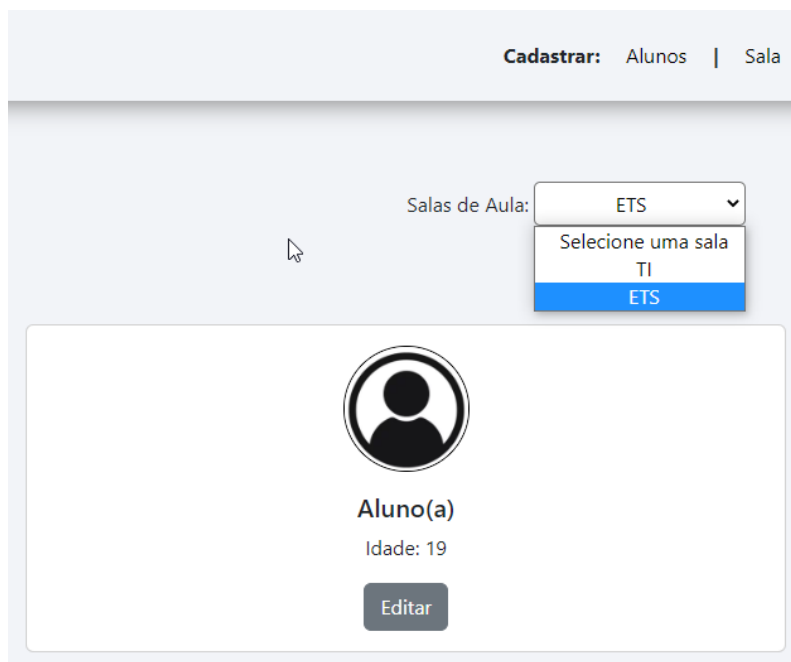 Cadastrar: Alunos | Sala
Salas de Aula: ETS
Selecione uma sala
TI
ETS
Aluno(a)
Idade: 19
Editar